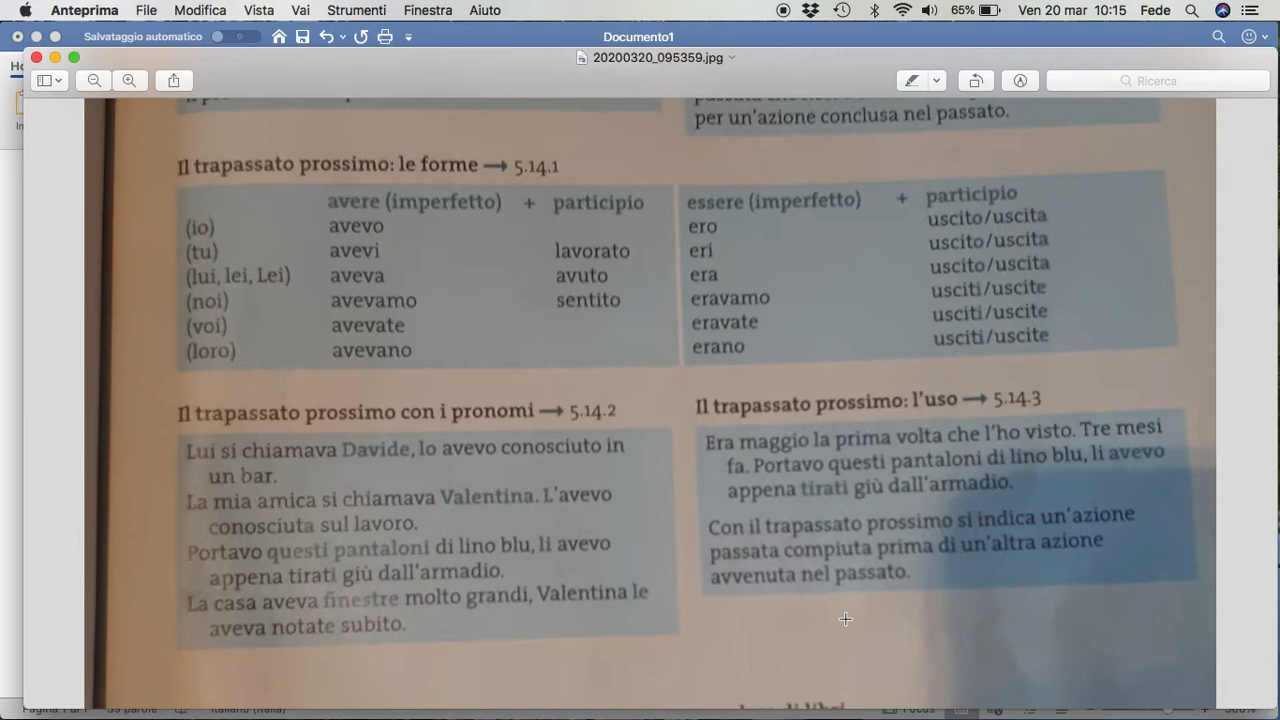 Anteprima File Modifica Vista Vai Strumenti Finestra Aiuto 65% Ven 20 mar 10:15 Fede
Salvataggio automatico Documento1
20200320_095359.jpg
Ricerca
per un'azione conclusa nel passato.
Il trapassato prossimo: le forme → 5.14.1
avere (imperfetto) + participio
(io) avevo
(tu) avevi lavorato
(lui, lei, Lei) aveva avuto
(noi) avevamo sentito
(voi) avevate
(loro) avevano
essere (imperfetto) + participio
ero uscito/uscita
eri uscito/uscita
era uscito/uscita
eravamo usciti/uscite
eravate usciti/uscite
erano usciti/uscite
Il trapassato prossimo con i pronomi → 5.14.2
Lui si chiamava Davide, lo avevo conosciuto in
un bar.
La mia amica si chiamava Valentina. L'avevo
conosciuta sul lavoro.
Portavo questi pantaloni di lino blu, li avevo
appena tirati giù dall'armadio.
La casa aveva finestre molto grandi, Valentina le
aveva notate subito.
Il trapassato prossimo: l'uso → 5.14.3
Era maggio la prima volta che l'ho visto. Tre mesi
fa. Portavo questi pantaloni di lino blu, li avevo
appena tirati giù dall'armadio.
Con il trapassato prossimo si indica un'azione
passata compiuta prima di un'altra azione
avvenuta nel passato.